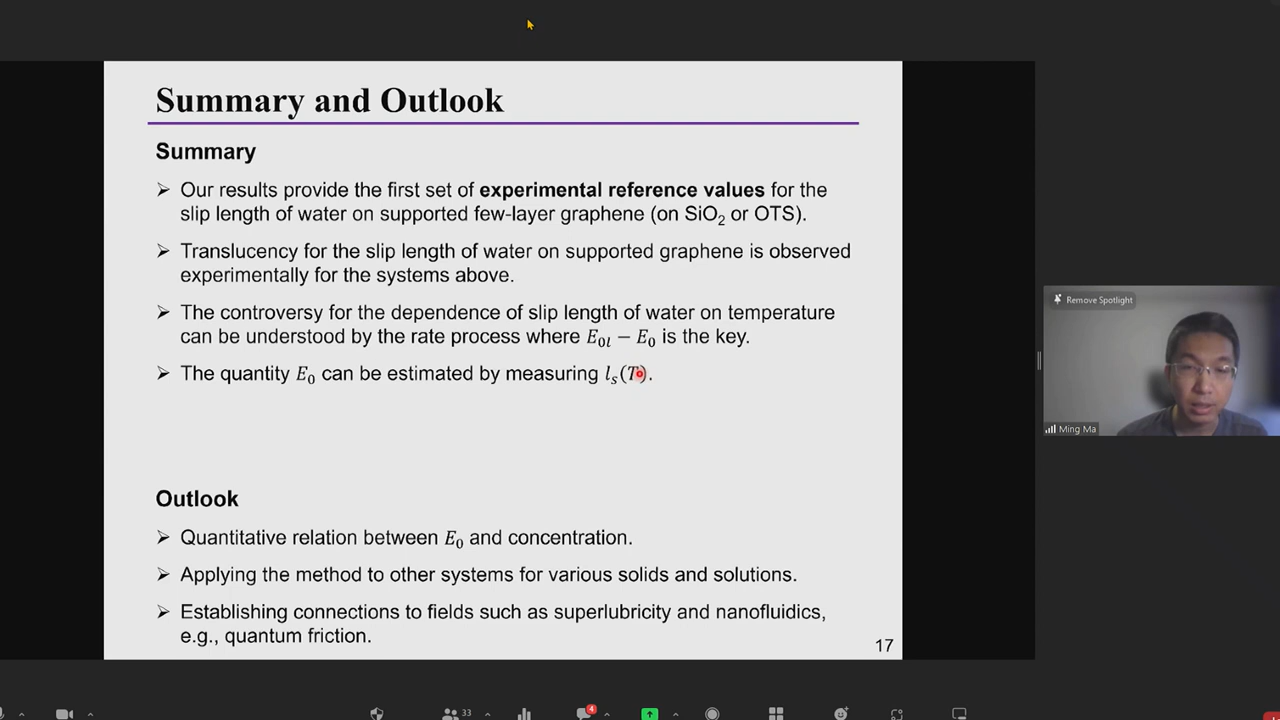 Summary and Outlook
Summary
➢ Our results provide the first set of experimental reference values for the
slip length of water on supported few-layer graphene (on SiO₂ or OTS).
➢ Translucency for the slip length of water on supported graphene is observed
experimentally for the systems above.
➢ The controversy for the dependence of slip length of water on temperature
can be understood by the rate process where E₀ₗ − E₀ is the key.
➢ The quantity E₀ can be estimated by measuring lₛ(T).
Remove Spotlight
Ming Ma
Outlook
➢ Quantitative relation between E₀ and concentration.
➢ Applying the method to other systems for various solids and solutions.
➢ Establishing connections to fields such as superlubricity and nanofluidics,
e.g., quantum friction.
17
33
4